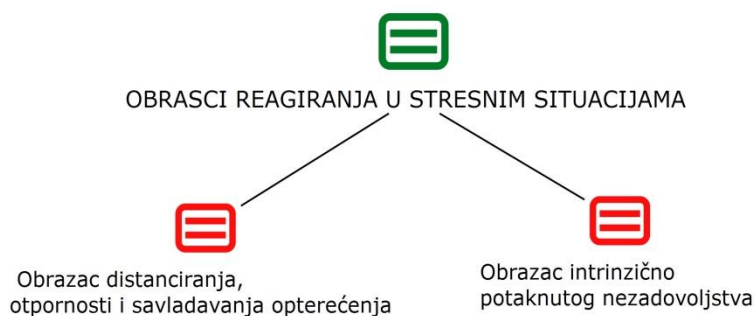 OBRASCI REAGIRANJA U STRESNIM SITUACIJAMA
Obrazac distanciranja,
otpornosti i savladavanja opterećenja
Obrazac intrinzično
potaknutog nezadovoljstva